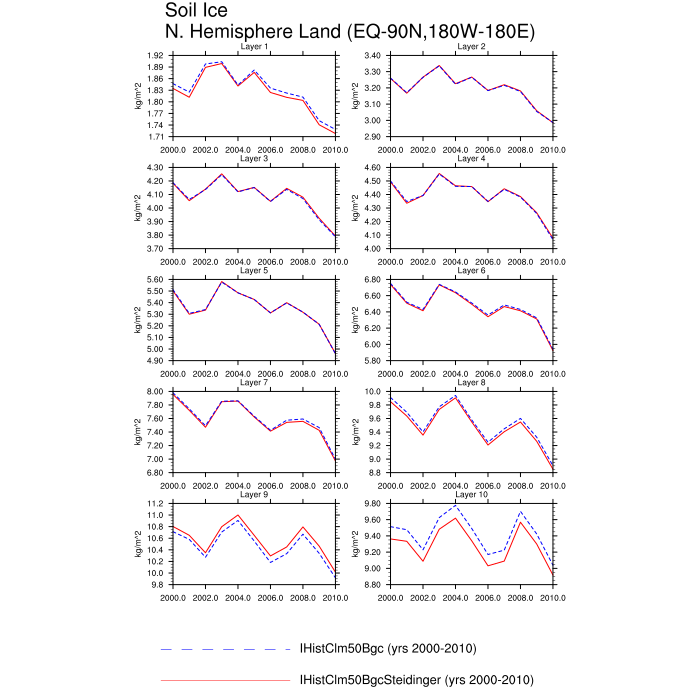 Soil Ice
N. Hemisphere Land (EQ-90N,180W-180E)
Layer 1
1.92
1.89
1.86
1.83
1.80
1.77
1.74
1.71
kg/m^2
2000.0 2002.0 2004.0 2006.0 2008.0 2010.0
Layer 2
3.40
3.30
3.20
3.10
3.00
2.90
kg/m^2
2000.0 2002.0 2004.0 2006.0 2008.0 2010.0
Layer 3
4.30
4.20
4.10
4.00
3.90
3.80
3.70
kg/m^2
2000.0 2002.0 2004.0 2006.0 2008.0 2010.0
Layer 4
4.60
4.50
4.40
4.30
4.20
4.10
4.00
kg/m^2
2000.0 2002.0 2004.0 2006.0 2008.0 2010.0
Layer 5
5.60
5.50
5.40
5.30
5.20
5.10
5.00
4.90
kg/m^2
2000.0 2002.0 2004.0 2006.0 2008.0 2010.0
Layer 6
6.80
6.60
6.40
6.20
6.00
5.80
kg/m^2
2000.0 2002.0 2004.0 2006.0 2008.0 2010.0
Layer 7
8.00
7.80
7.60
7.40
7.20
7.00
6.80
kg/m^2
2000.0 2002.0 2004.0 2006.0 2008.0 2010.0
Layer 8
10.0
9.8
9.6
9.4
9.2
9.0
8.8
kg/m^2
2000.0 2002.0 2004.0 2006.0 2008.0 2010.0
Layer 9
11.2
11.0
10.8
10.6
10.4
10.2
10.0
9.8
kg/m^2
2000.0 2002.0 2004.0 2006.0 2008.0 2010.0
Layer 10
9.80
9.60
9.40
9.20
9.00
8.80
kg/m^2
2000.0 2002.0 2004.0 2006.0 2008.0 2010.0
IHistClm50Bgc (yrs 2000-2010)
IHistClm50BgcSteidinger (yrs 2000-2010)